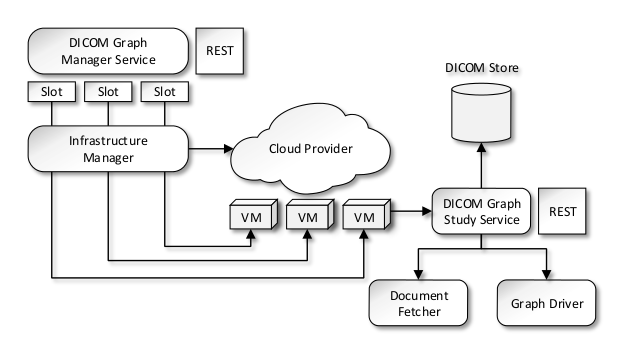 DICOM Graph
Manager Service
REST
Slot
Slot
Slot
Infrastructure
Manager
Cloud Provider
DICOM Store
VM
VM
VM
DICOM Graph
Study Service
REST
Document
Fetcher
Graph Driver